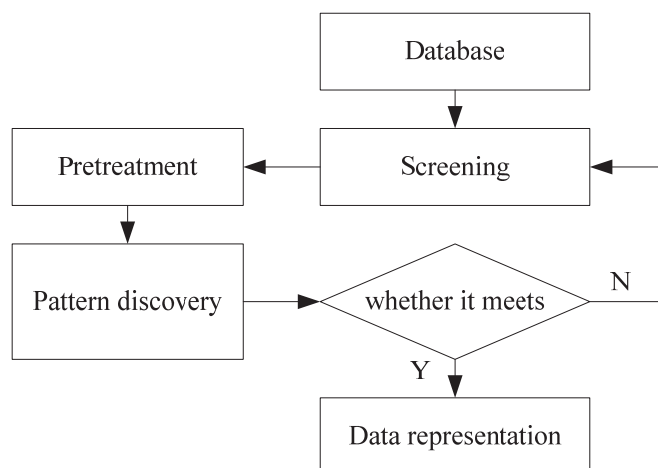 Database
Pretreatment
Screening
Pattern discovery
whether it meets
N
Y
Data representation